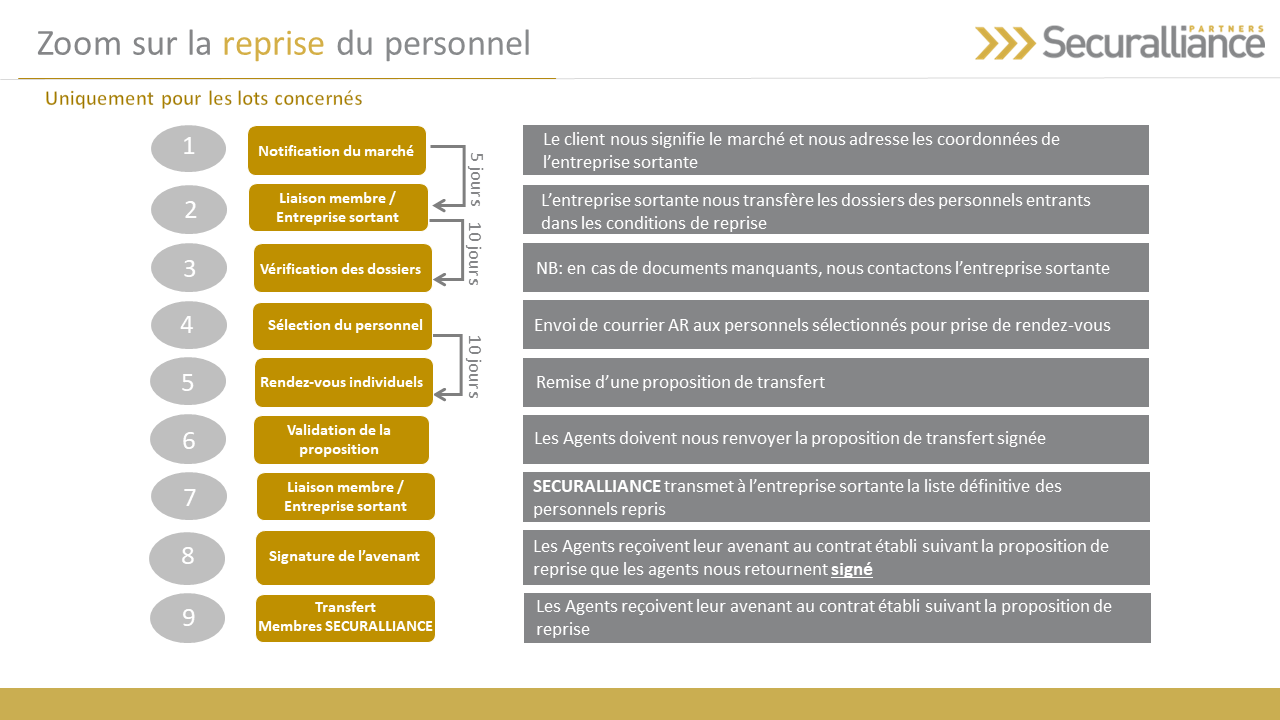 Zoom sur la reprise du personnel
PARTNERS
Securalliance
Uniquement pour les lots concernés
1
Notification du marché
Le client nous signifie le marché et nous adresse les coordonnées de
l’entreprise sortante
5 jours
2
Liaison membre /
Entreprise sortant
L’entreprise sortante nous transfère les dossiers des personnels entrants
dans les conditions de reprise
10 jours
3
Vérification des dossiers
NB: en cas de documents manquants, nous contactons l’entreprise sortante
4
Sélection du personnel
Envoi de courrier AR aux personnels sélectionnés pour prise de rendez-vous
10 jours
5
Rendez-vous individuels
Remise d’une proposition de transfert
6
Validation de la
proposition
Les Agents doivent nous renvoyer la proposition de transfert signée
7
Liaison membre /
Entreprise sortant
SECURALLIANCE transmet à l’entreprise sortante la liste définitive des
personnels repris
8
Signature de l’avenant
Les Agents reçoivent leur avenant au contrat établi suivant la proposition de
reprise que les agents nous retournent signé
9
Transfert
Membres SECURALLIANCE
Les Agents reçoivent leur avenant au contrat établi suivant la proposition de
reprise